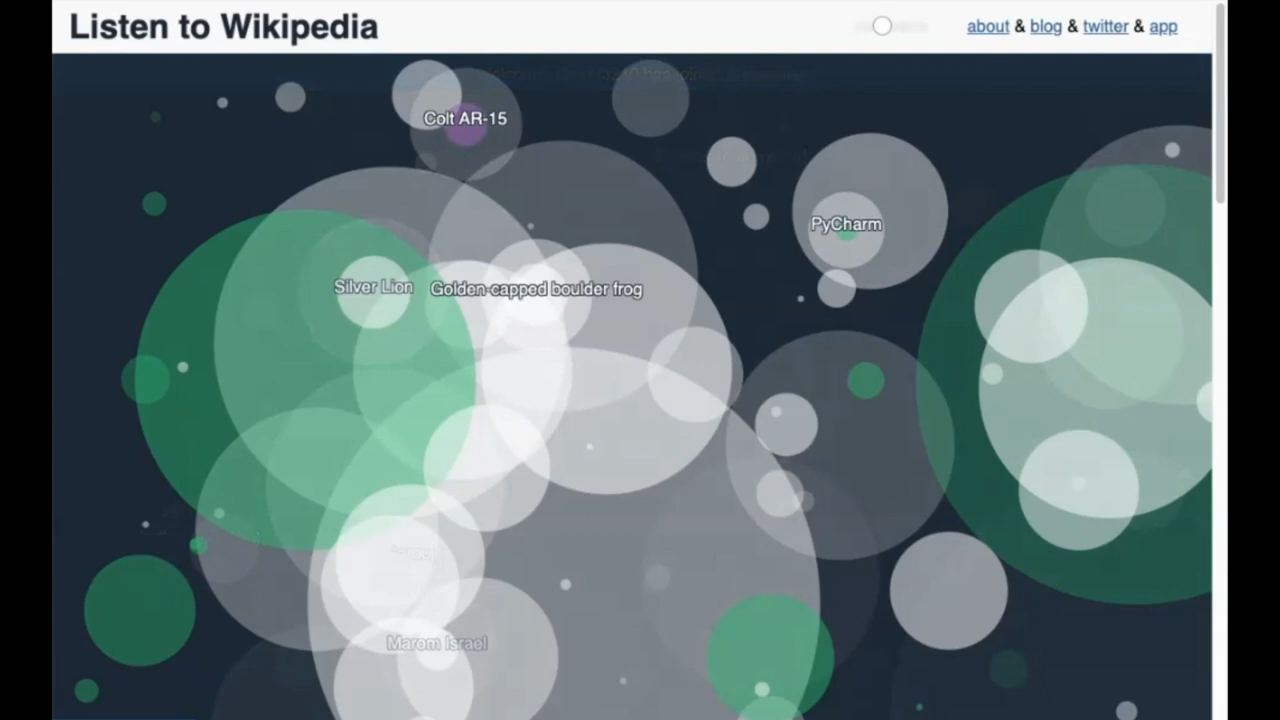 Listen to Wikipedia
about & blog & twitter & app
Colt AR-15
PyCharm
Silver Lion
Golden-capped boulder frog
Marom Israel